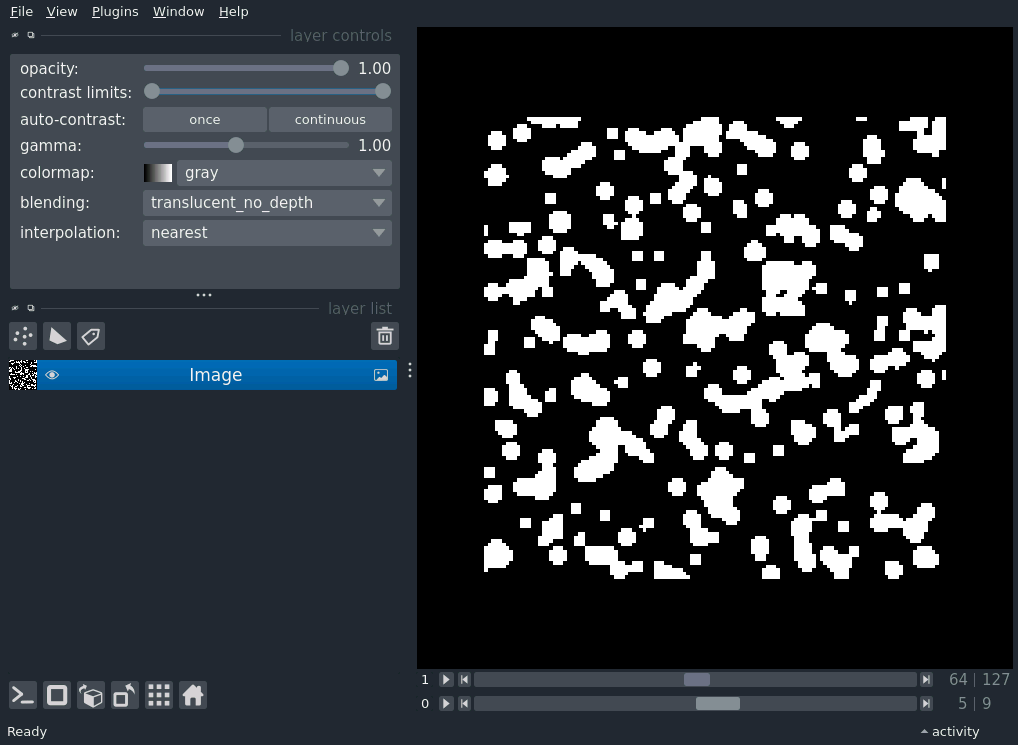 File View Plugins Window Help
layer controls
opacity: 1.00
contrast limits:
auto-contrast: once continuous
gamma: 1.00
colormap: gray
blending: translucent_no_depth
interpolation: nearest
layer list
Image
1 64 | 127
0 5 | 9
Ready activity